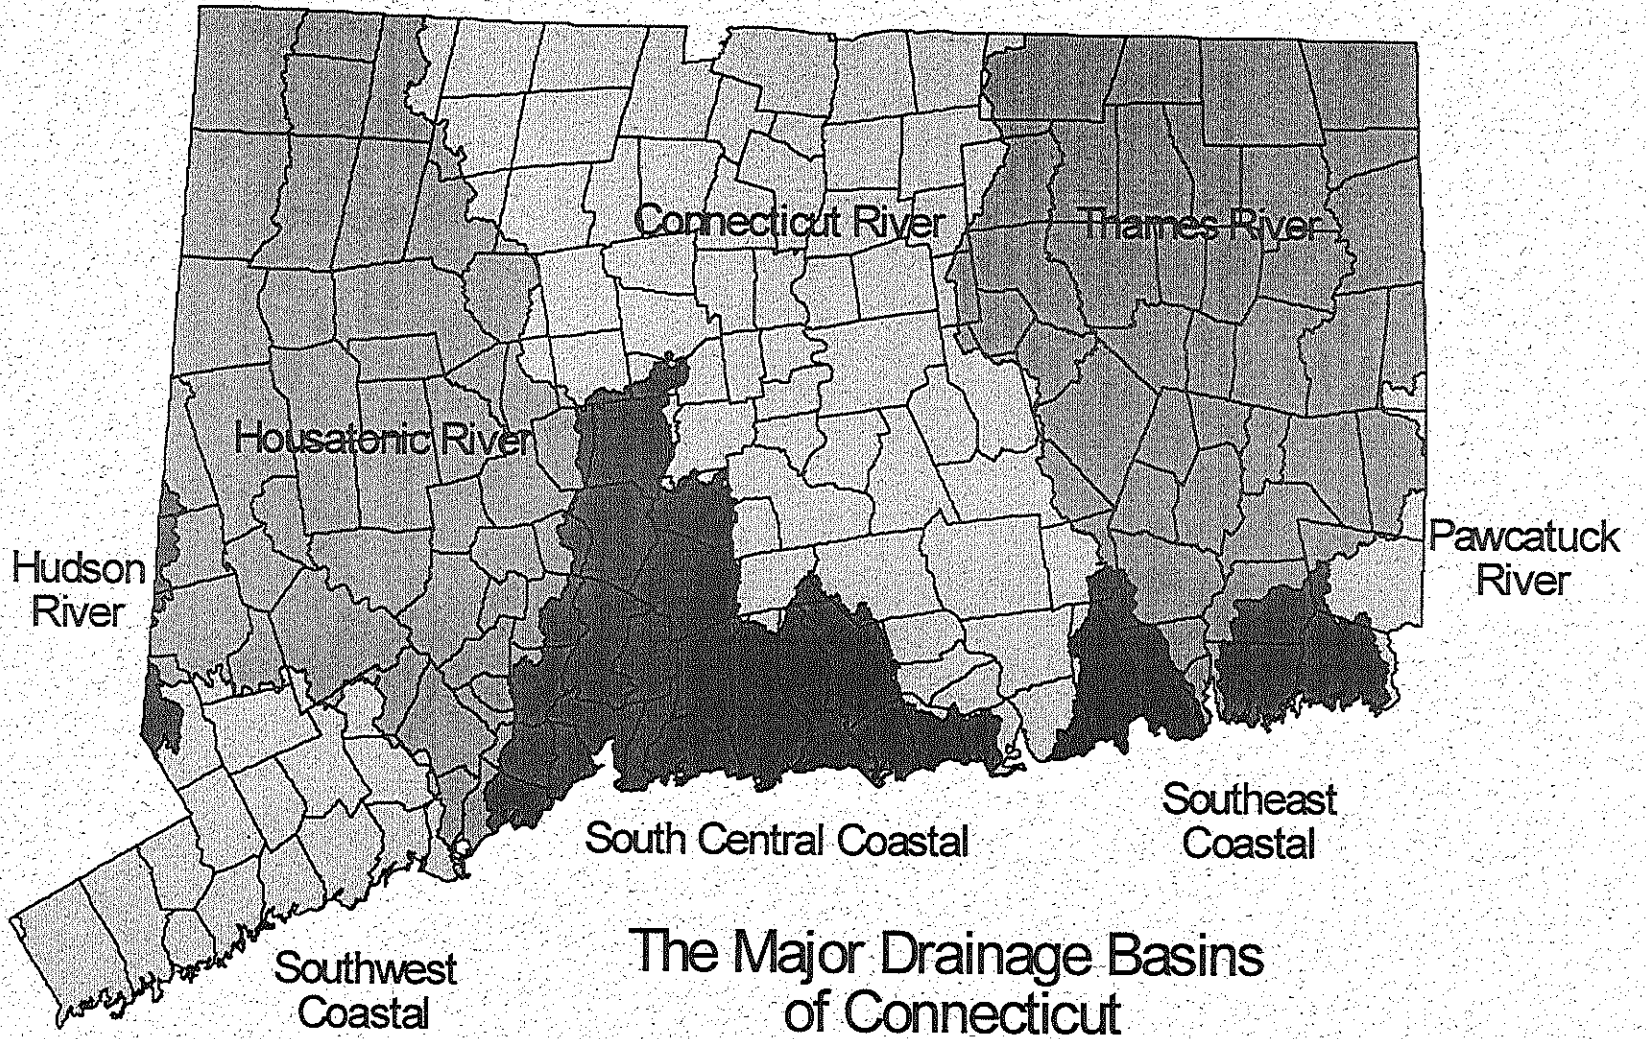 Connecticut River
Thames River
Housatonic River
Hudson
River
Pawcatuck
River
South Central Coastal
Southeast
Coastal
Southwest
Coastal
The Major Drainage Basins
of Connecticut